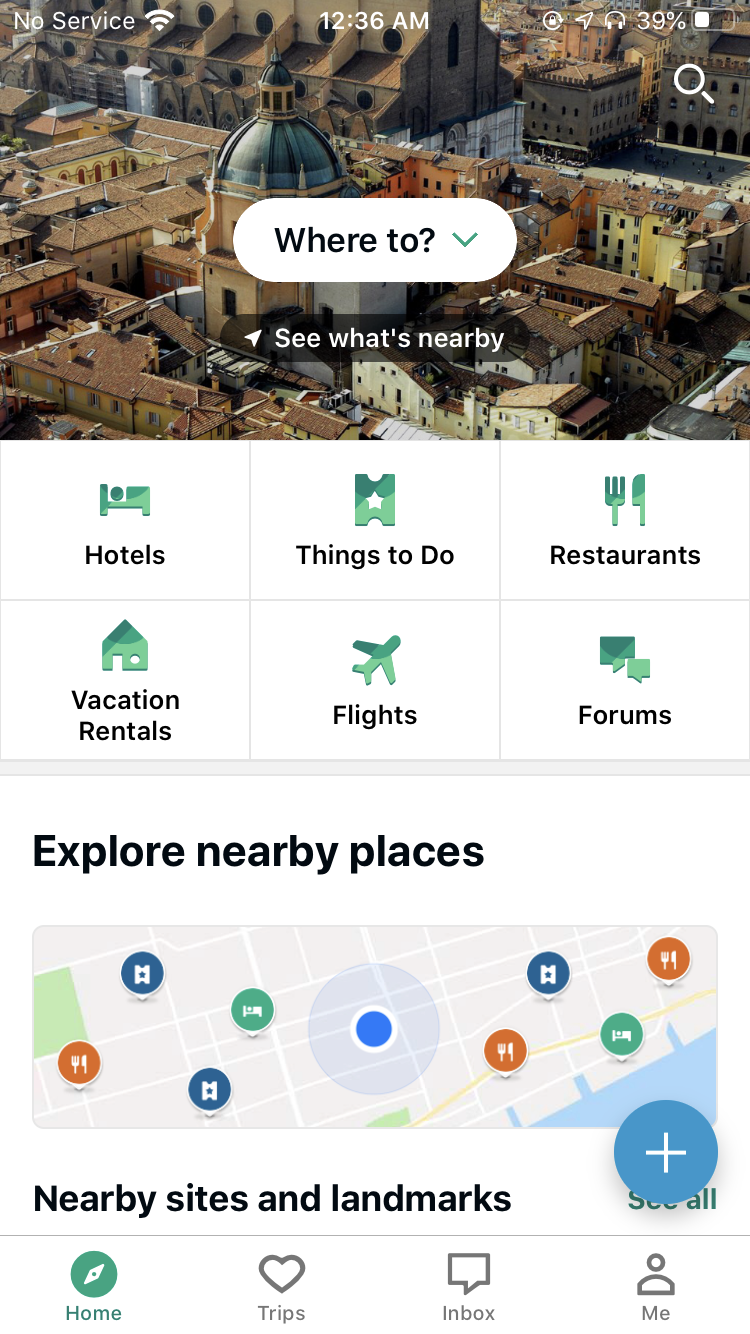 No Service 12:36 AM 39%
Where to?
See what's nearby
Hotels Things to Do Restaurants
Vacation
Rentals
Flights Forums
Explore nearby places
Nearby sites and landmarks See all
Home Trips Inbox Me